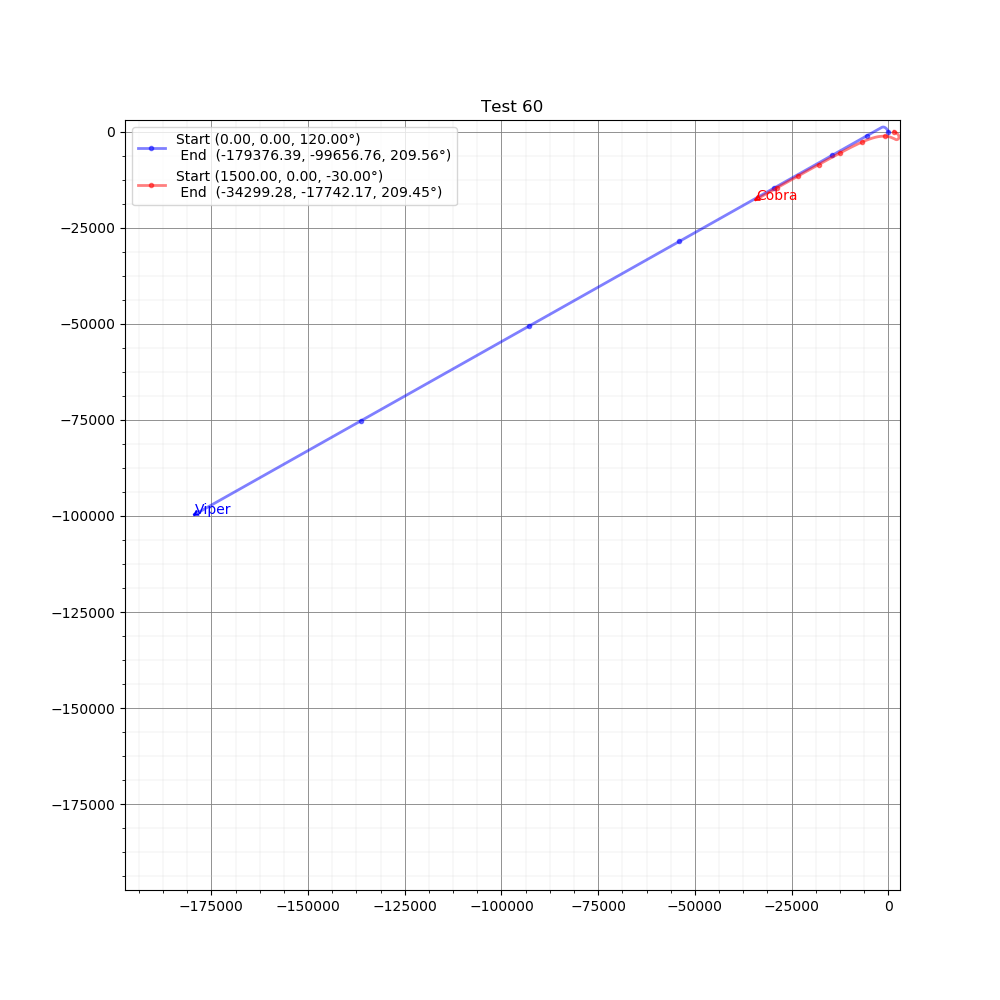 Test 60
Start (0.00, 0.00, 120.00°)
End (-179376.39, -99656.76, 209.56°)
Start (1500.00, 0.00, -30.00°)
End (-34299.28, -17742.17, 209.45°)
0
−25000
−50000
−75000
−100000
−125000
−150000
−175000
Cobra
Viper
−175000 −150000 −125000 −100000 −75000 −50000 −25000 0